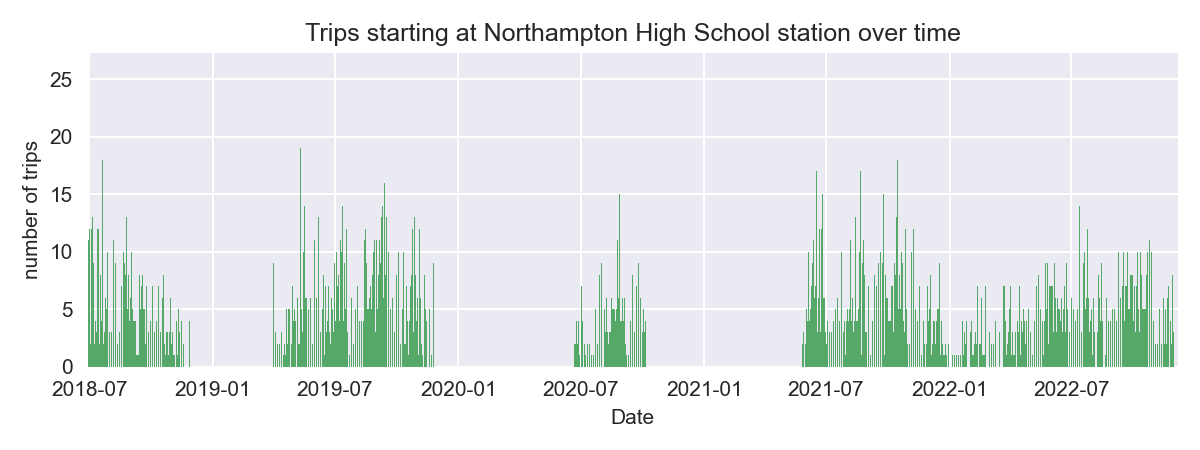 Trips starting at Northampton High School station over time
25
20
15
10
5
0
number of trips
2018-07 2019-01 2019-07 2020-01 2020-07 2021-01 2021-07 2022-01 2022-07
Date